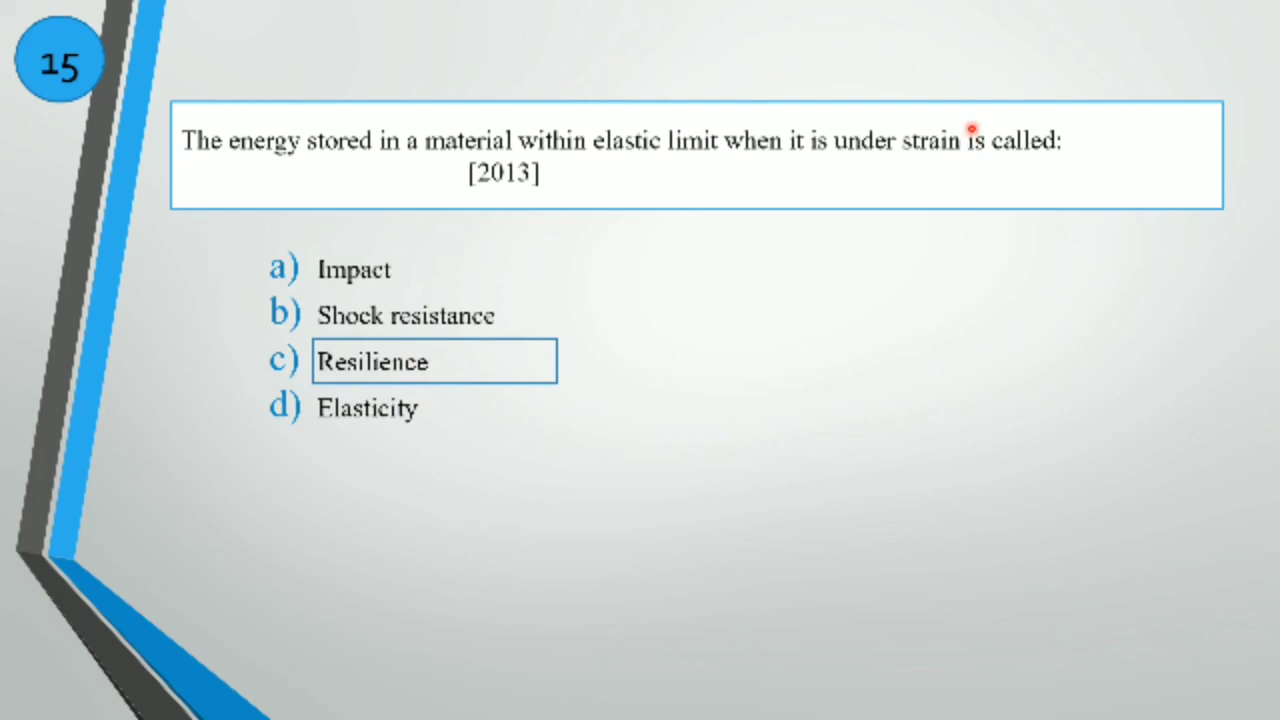 15
The energy stored in a material within elastic limit when it is under strain is called:
[2013]
a) Impact
b) Shock resistance
c) Resilience
d) Elasticity